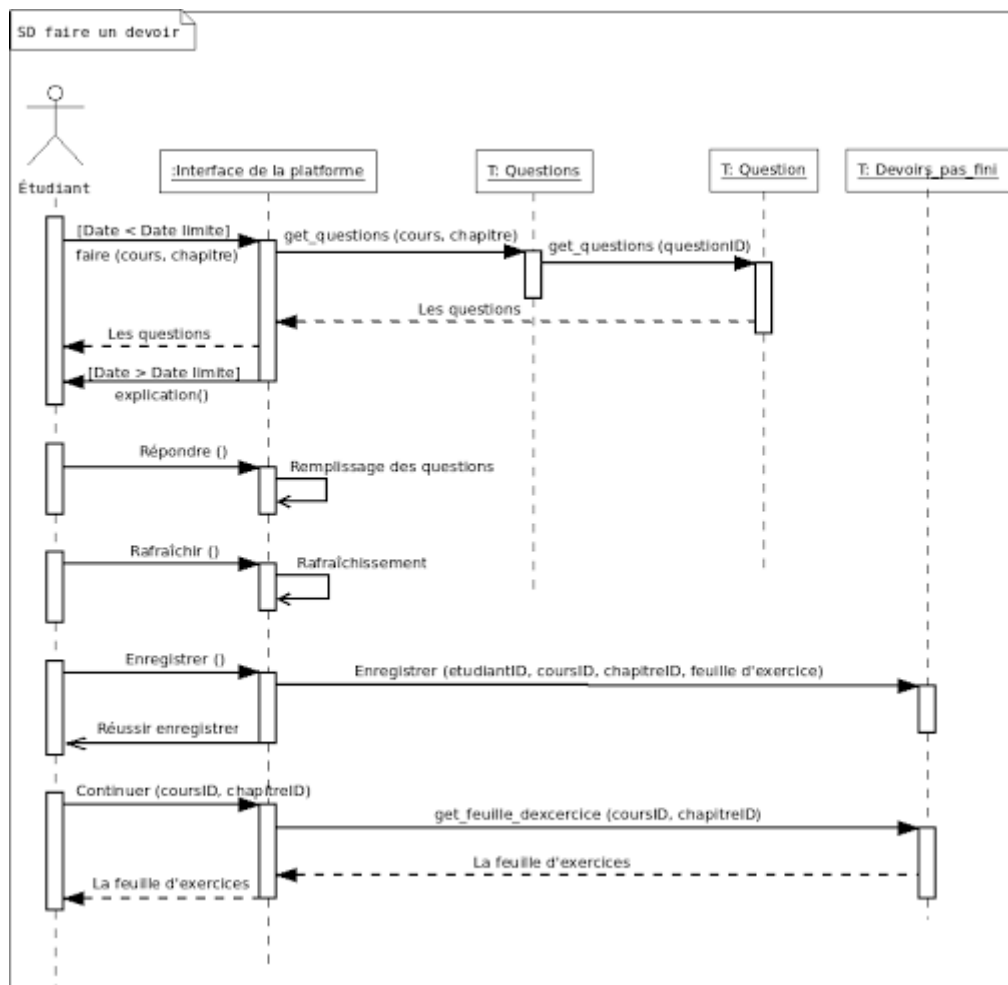 SD faire un devoir
:Interface de la platforme
T: Questions
T: Question
T: Devoirs_pas_fini
Étudiant
[Date < Date limite]
faire (cours, chapitre)
get_questions (cours, chapitre)
get_questions (questionID)
Les questions
Les questions
[Date > Date limite]
explication()
Répondre ()
Remplissage des questions
Rafraîchir ()
Rafraîchissement
Enregistrer ()
Enregistrer (etudiantID, coursID, chapitreID, feuille d'exercice)
Réussir enregistrer
Continuer (coursID, chapitreID)
get_feuille_dexcercice (coursID, chapitreID)
La feuille d'exercices
La feuille d'exercices